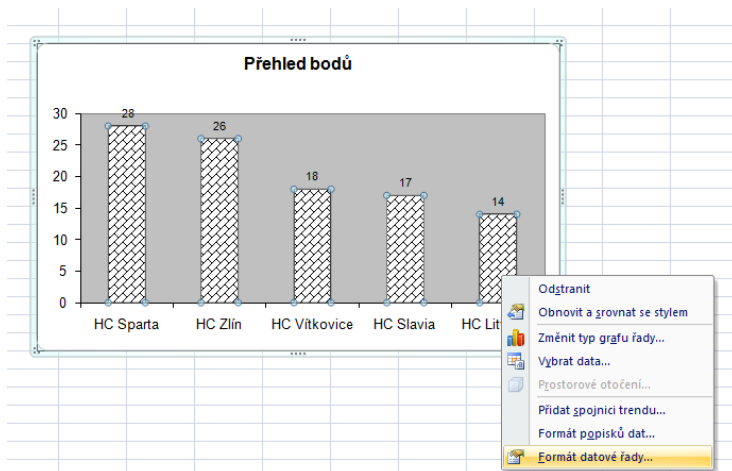 Přehled bodů
30
25
20
15
10
5
0
28
26
18
17
14
HC Sparta HC Zlín HC Vítkovice HC Slavia HC
Odstranit
Obnovit a srovnat se stylem
Změnit typ grafu řady...
Vybrat data...
Prostorové otočení...
Přidat spojnici trendu...
Formát popisků dat...
Formát datové řady...